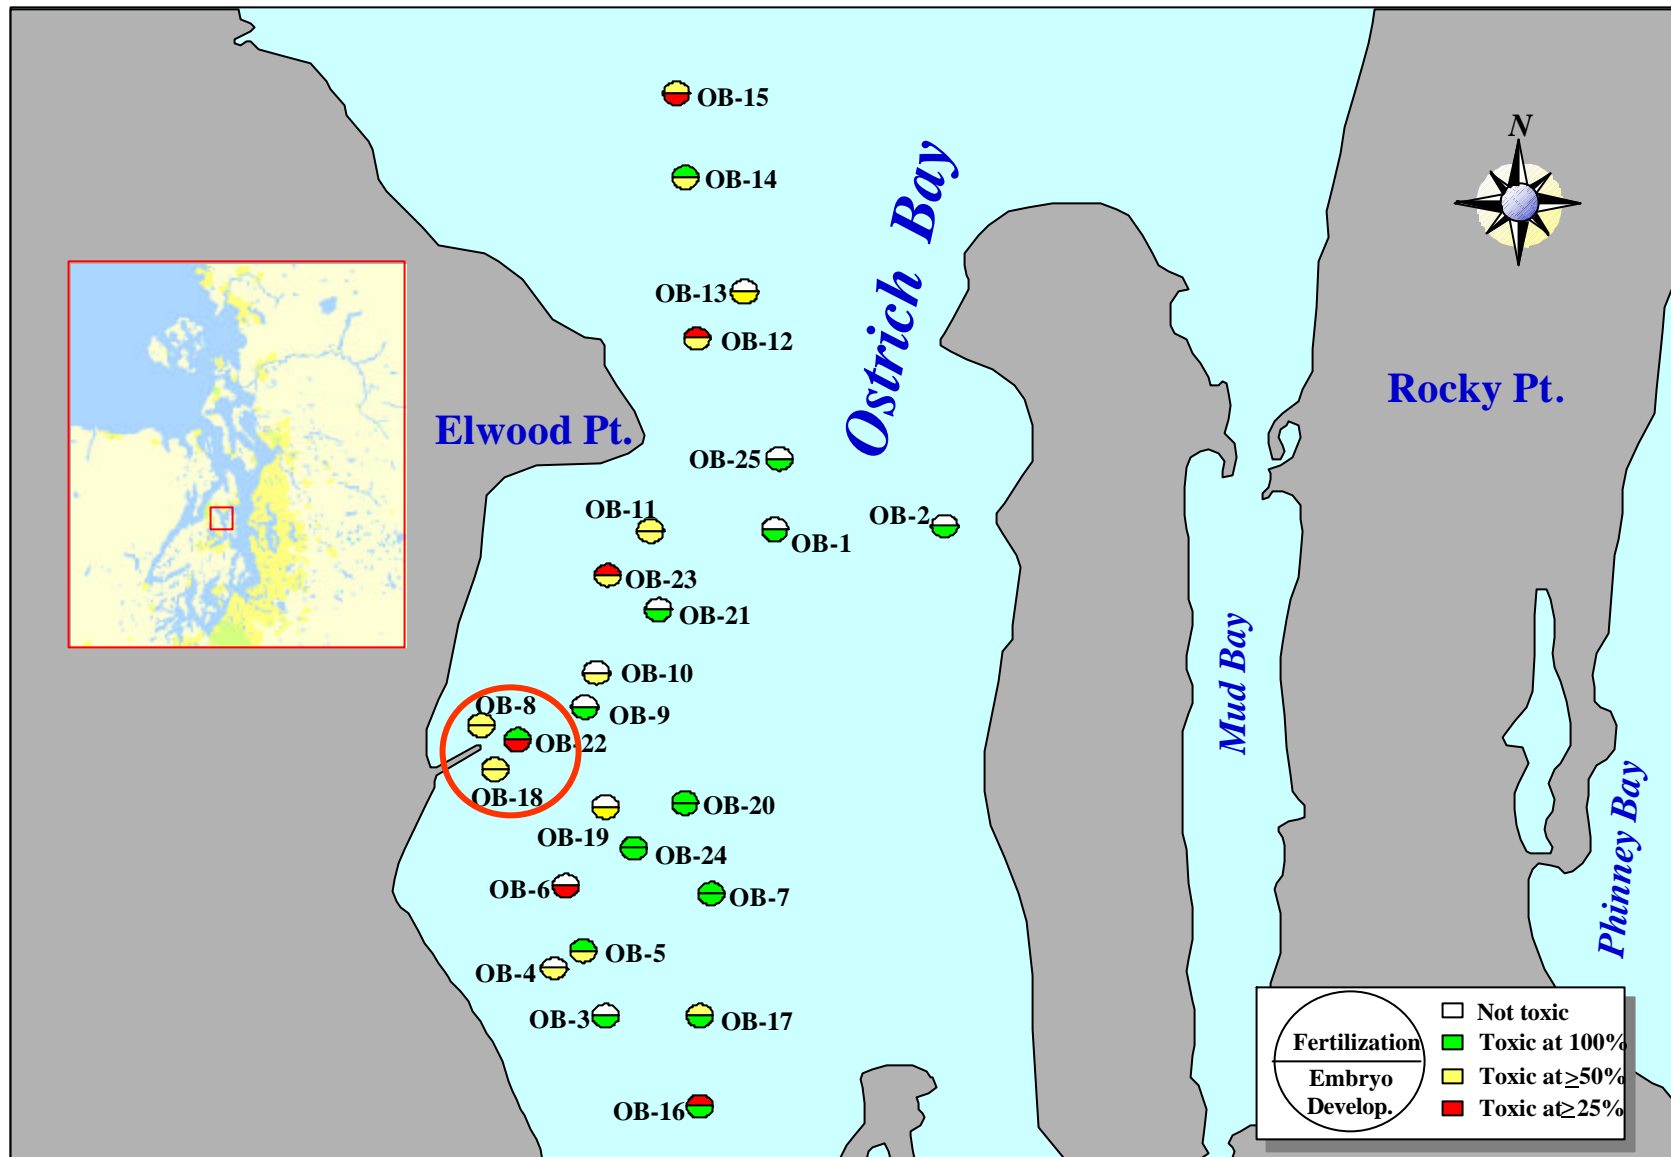 OB-15
N
OB-14
Ostrich Bay
OB-13
OB-12
Rocky Pt.
Elwood Pt.
OB-25
OB-11
OB-2
OB-1
OB-23
OB-21
Mud Bay
OB-10
OB-8
OB-9
OB-22
Phinney Bay
OB-18
OB-20
OB-19
OB-24
OB-6
OB-7
OB-5
OB-4
OB-3
OB-17
OB-16
Fertilization
Embryo
Develop.
Not toxic
Toxic at 100%
Toxic at ≥50%
Toxic at ≥25%